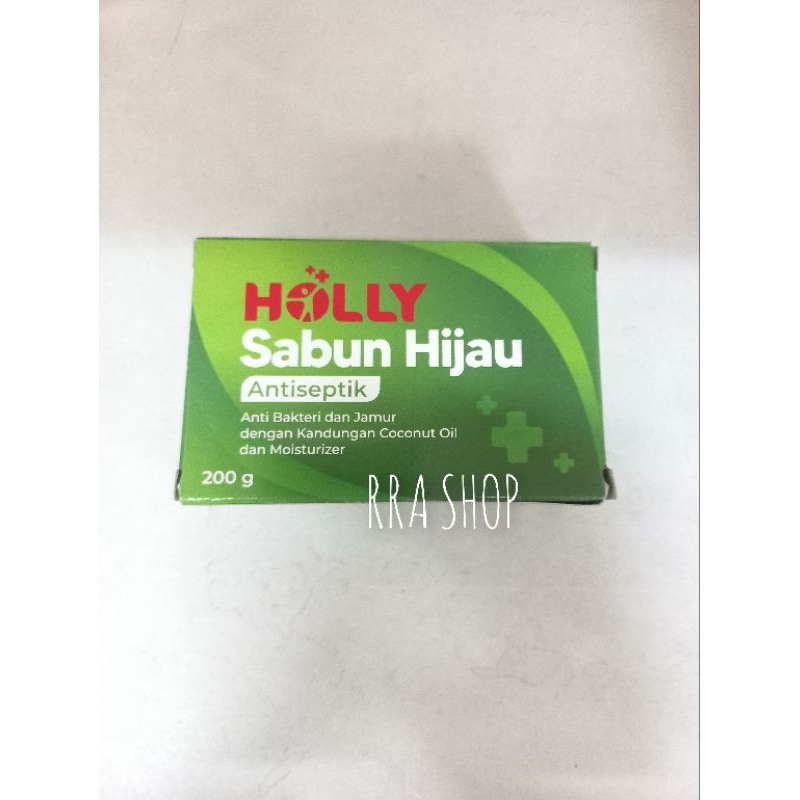 HOLLY
Sabun Hijau
Antiseptik
Anti Bakteri dan Jamur
dengan Kandungan Coconut Oil
dan Moisturizer
200 g
RRA SHOP